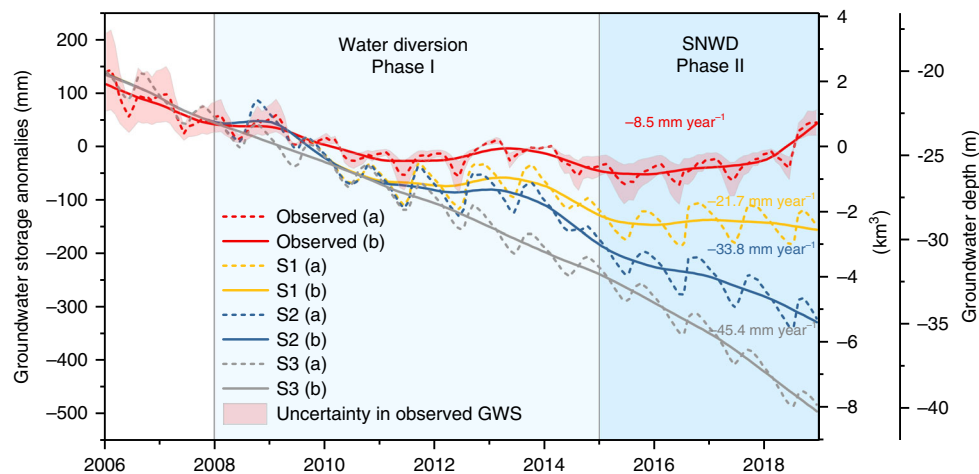 Water diversion
Phase I
SNWD
Phase II
Groundwater storage anomalies (mm)
200
100
0
−100
−200
−300
−400
−500
−8.5 mm year⁻¹
−21.7 mm year⁻¹
−33.8 mm year⁻¹
−45.4 mm year⁻¹
Observed (a)
Observed (b)
S1 (a)
S1 (b)
S2 (a)
S2 (b)
S3 (a)
S3 (b)
Uncertainty in observed GWS
4
2
0
−2
−4
−6
−8
(km³)
-20
-25
-30
-35
-40
Groundwater depth (m)
2006
2008
2010
2012
2014
2016
2018